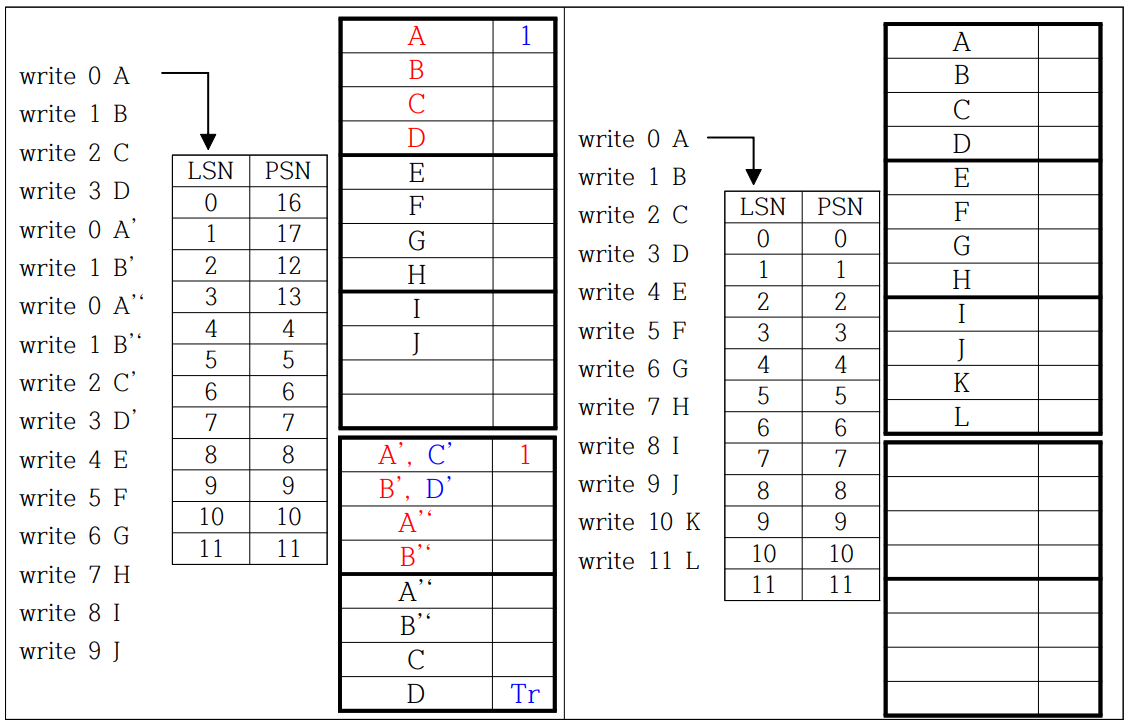 write 0 A
write 1 B
write 2 C
write 3 D
write 0 A'
write 1 B'
write 0 A’‘
write 1 B’‘
write 2 C’
write 3 D’
write 4 E
write 5 F
write 6 G
write 7 H
write 8 I
write 9 J
LSN PSN
0 16
1 17
2 12
3 13
4 4
5 5
6 6
7 7
8 8
9 9
10 10
11 11
A 1
B
C
D
E
F
G
H
I
J
A’, C’ 1
B’, D’
A’‘
B’‘
A’‘
B’‘
C
D Tr
write 0 A
write 1 B
write 2 C
write 3 D
write 4 E
write 5 F
write 6 G
write 7 H
write 8 I
write 9 J
write 10 K
write 11 L
LSN PSN
0 0
1 1
2 2
3 3
4 4
5 5
6 6
7 7
8 8
9 9
10 10
11 11
A
B
C
D
E
F
G
H
I
J
K
L